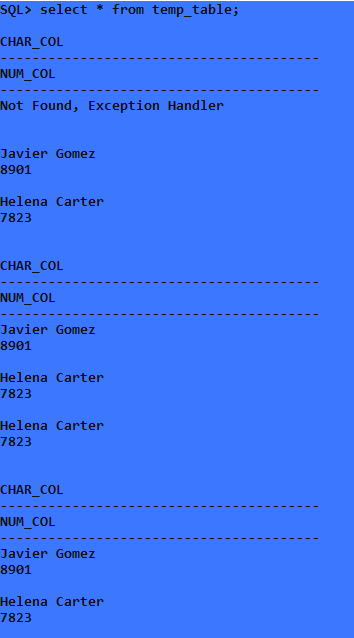 SQL> select * from temp_table;
CHAR_COL
----------------------------------------
NUM_COL
----------------------------------------
Not Found, Exception Handler
Javier Gomez
8901
Helena Carter
7823
CHAR_COL
----------------------------------------
NUM_COL
----------------------------------------
Javier Gomez
8901
Helena Carter
7823
Helena Carter
7823
CHAR_COL
----------------------------------------
NUM_COL
----------------------------------------
Javier Gomez
8901
Helena Carter
7823